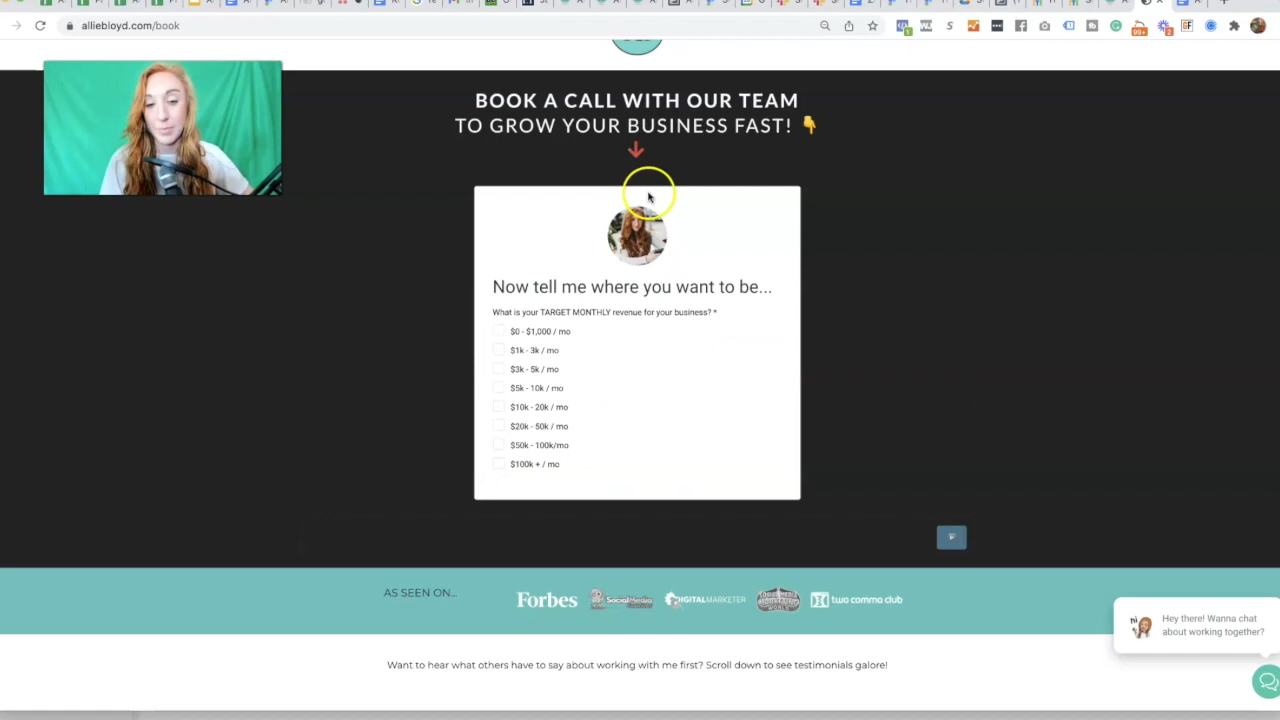 alliebloyd.com/book
BOOK A CALL WITH OUR TEAM
TO GROW YOUR BUSINESS FAST! 👇
Now tell me where you want to be...
What is your TARGET MONTHLY revenue for your business? *
$0 - $1,000 / mo
$1k - 3k / mo
$3k - 5k / mo
$5k - 10k / mo
$10k - 20k / mo
$20k - 50k / mo
$50k - 100k/mo
$100k + / mo
AS SEEN ON...
Forbes
DIGITALMARKETER
two comma club
hi
Hey there! Wanna chat
about working together?
Want to hear what others have to say about working with me first? Scroll down to see testimonials galore!